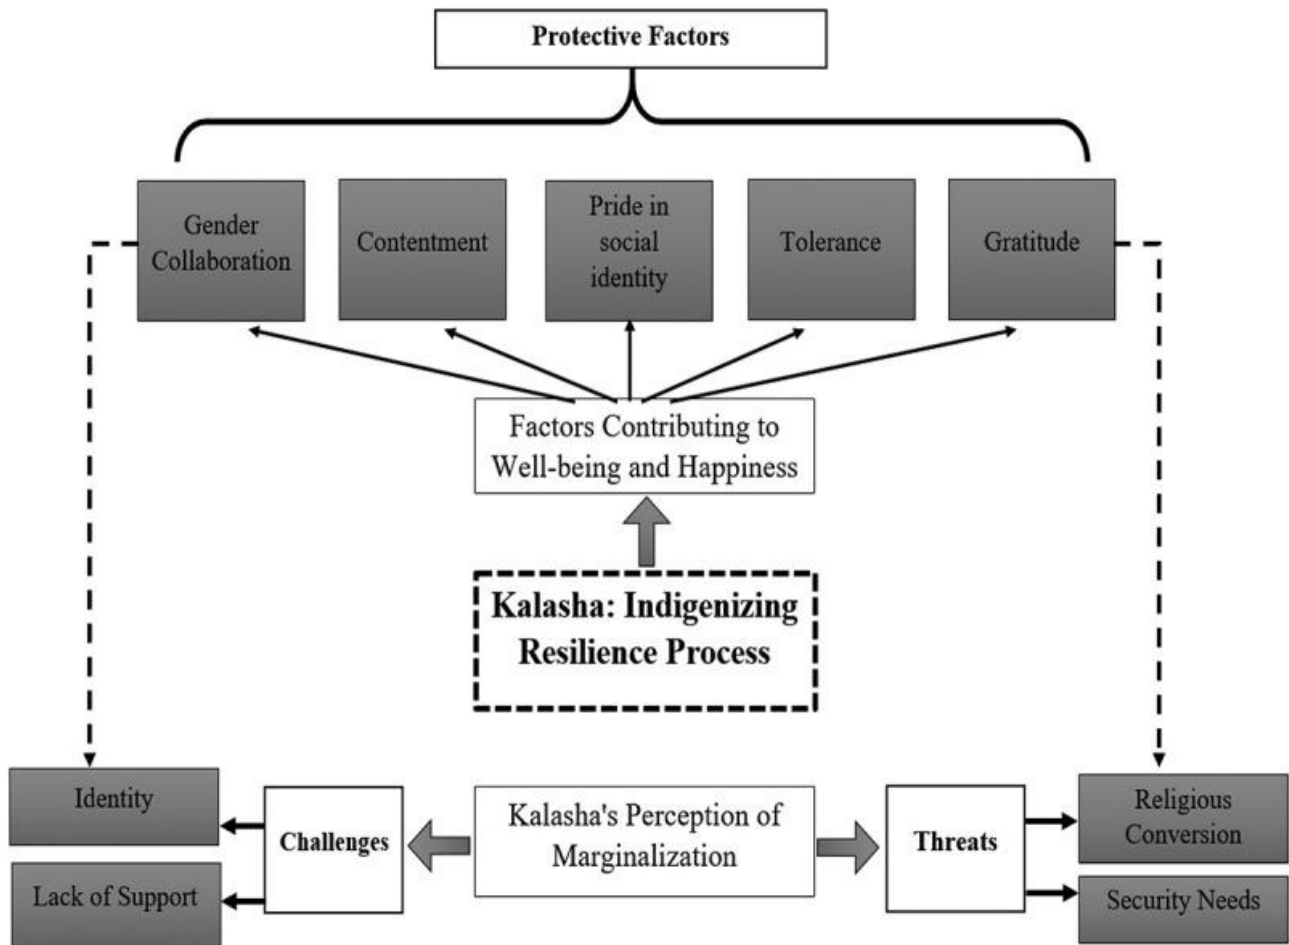 Protective Factors
Gender
Collaboration
Contentment
Pride in
social
identity
Tolerance
Gratitude
Factors Contributing to
Well-being and Happiness
Kalasha: Indigenizing
Resilience Process
Identity
Lack of Support
Challenges
Kalasha's Perception of
Marginalization
Threats
Religious
Conversion
Security Needs